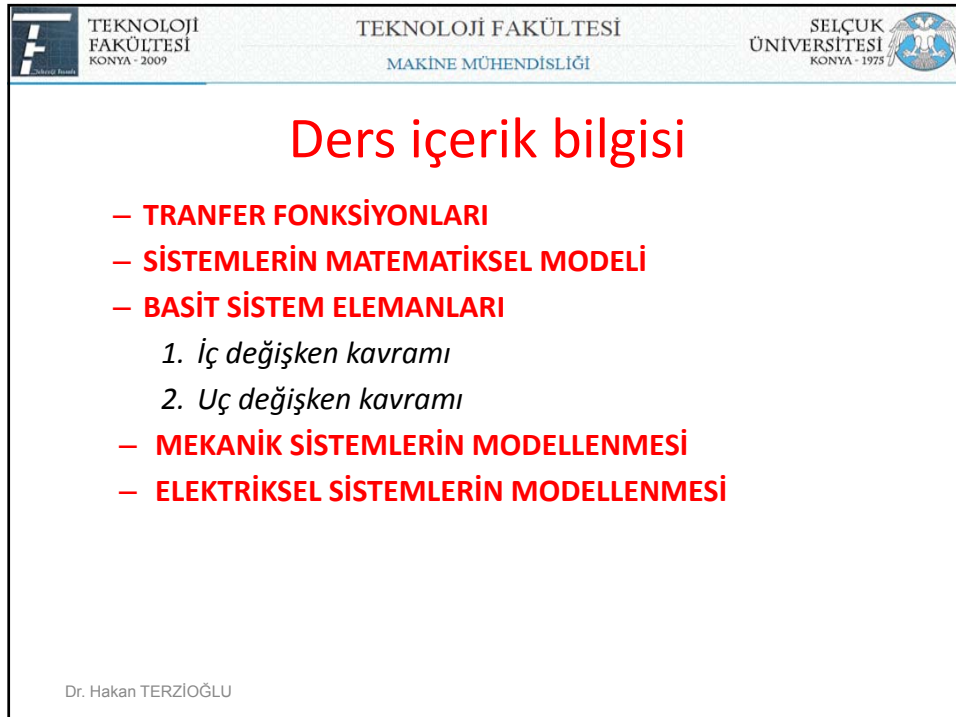 TEKNOLOJİ
FAKÜLTESİ
KONYA - 2009
TEKNOLOJİ FAKÜLTESİ
MAKİNE MÜHENDİSLİĞİ
SELÇUK
ÜNİVERSİTESİ
KONYA - 1975
Ders içerik bilgisi
– TRANFER FONKSİYONLARI
– SİSTEMLERİN MATEMATİKSEL MODELİ
– BASİT SİSTEM ELEMANLARI
1. İç değişken kavramı
2. Uç değişken kavramı
– MEKANİK SİSTEMLERİN MODELLENMESİ
– ELEKTRİKSEL SİSTEMLERİN MODELLENMESİ
Dr. Hakan TERZİOĞLU